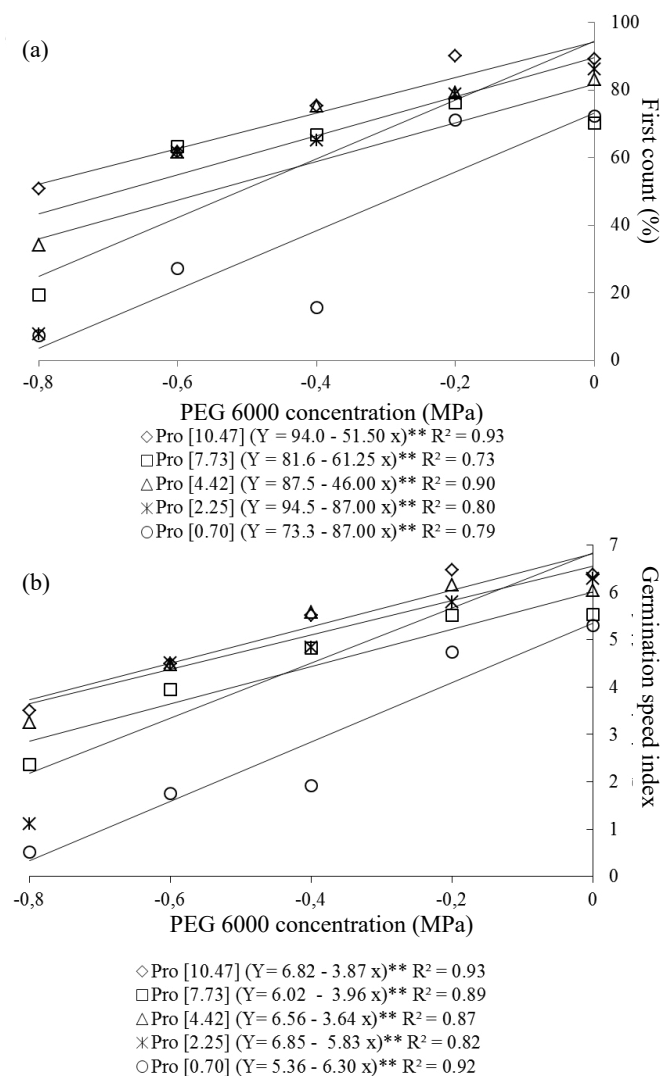 (a)
100
80
60
40
20
0
First count (%)
-0,8 -0,6 -0,4 -0,2 0
PEG 6000 concentration (MPa)
Pro [10.47] (Y = 94.0 - 51.50 x)** R² = 0.93
Pro [7.73] (Y = 81.6 - 61.25 x)** R² = 0.73
Pro [4.42] (Y = 87.5 - 46.00 x)** R² = 0.90
Pro [2.25] (Y = 94.5 - 87.00 x)** R² = 0.80
Pro [0.70] (Y = 73.3 - 87.00 x)** R² = 0.79
(b)
7
6
5
4
3
2
1
0
Germination speed index
-0,8 -0,6 -0,4 -0,2 0
PEG 6000 concentration (MPa)
Pro [10.47] (Y= 6.82 - 3.87 x)** R² = 0.93
Pro [7.73] (Y= 6.02 - 3.96 x)** R² = 0.89
Pro [4.42] (Y= 6.56 - 3.64 x)** R² = 0.87
Pro [2.25] (Y= 6.85 - 5.83 x)** R² = 0.82
Pro [0.70] (Y= 5.36 - 6.30 x)** R² = 0.92